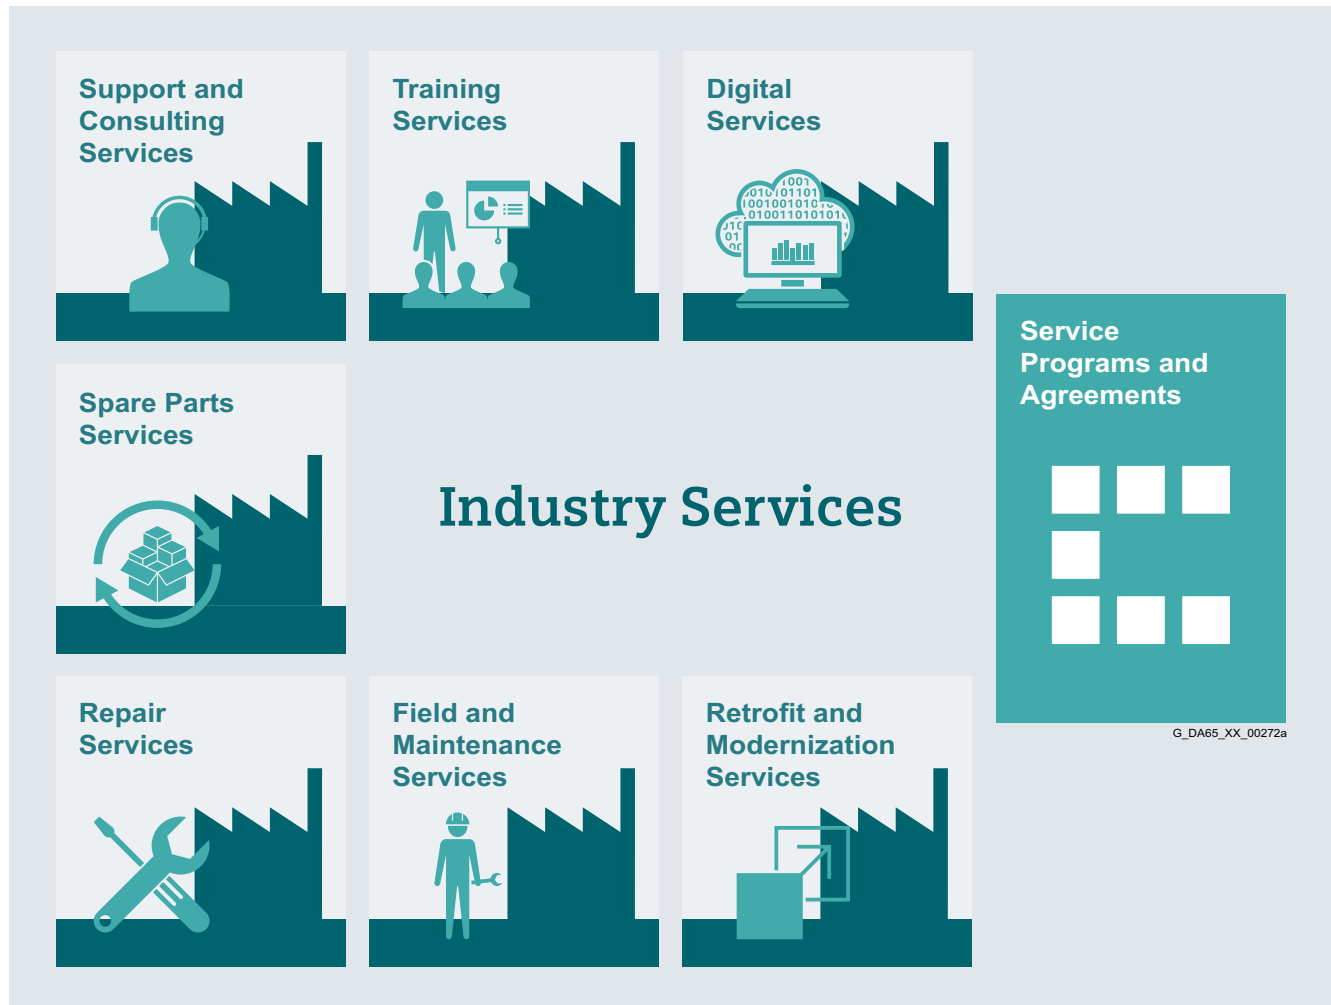 Support and
Consulting
Services
Training
Services
Digital
Services
Spare Parts
Services
Industry Services
Service
Programs and
Agreements
Repair
Services
Field and
Maintenance
Services
Retrofit and
Modernization
Services
G_DA65_XX_00272a